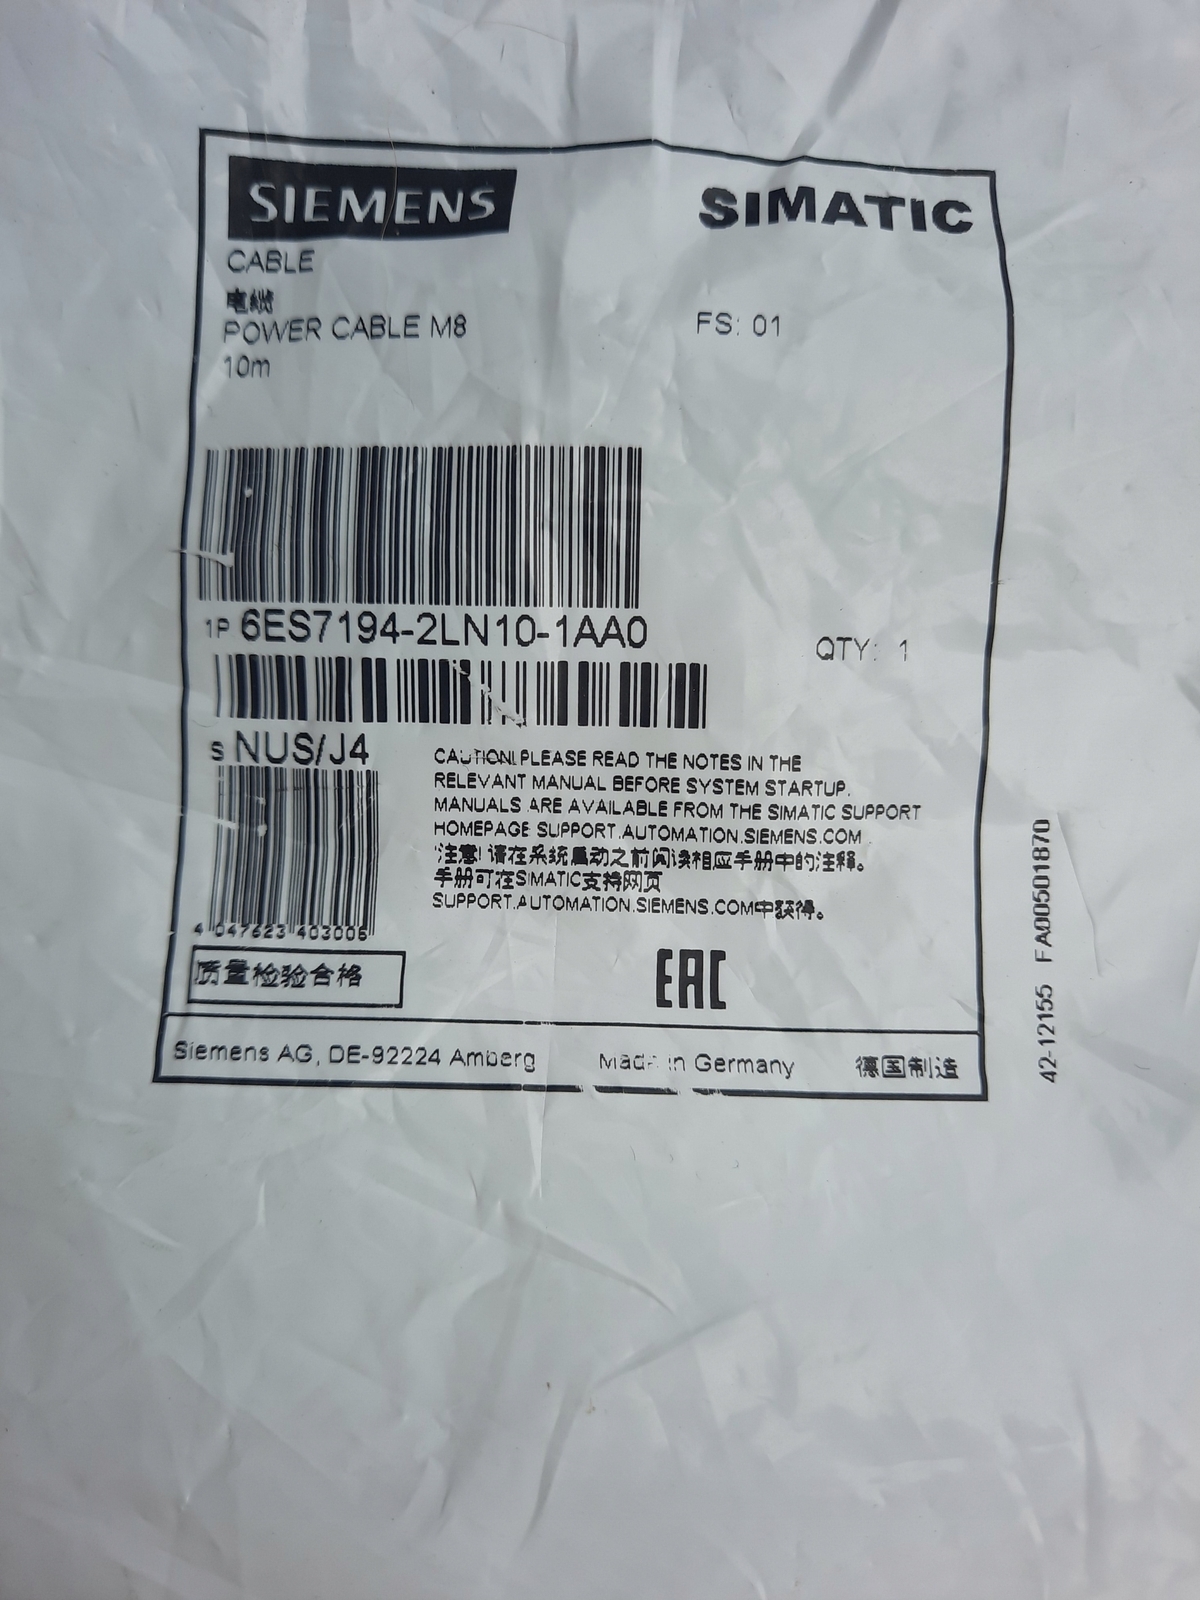 SIEMENS
SIMATIC
CABLE
电缆
POWER CABLE M8
FS: 01
10m
1P 6ES7194-2LN10-1AA0
QTY: 1
S NUS/J4
CAUTION! PLEASE READ THE NOTES IN THE
RELEVANT MANUAL BEFORE SYSTEM STARTUP.
MANUALS ARE AVAILABLE FROM THE SIMATIC SUPPORT
HOMEPAGE SUPPORT.AUTOMATION.SIEMENS.COM
注意! 请在系统启动之前阅读相应手册中的注释。
手册可在SIMATIC支持网页
SUPPORT.AUTOMATION.SIEMENS.COM中获得。
4 047623 403006
质量检验合格
EAC
Siemens AG, DE-92224 Amberg
Made in Germany
德国制造
42-12155 FA00501870